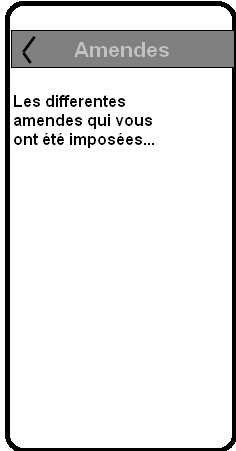 Amendes
Les differentes
amendes qui vous
ont été imposées...